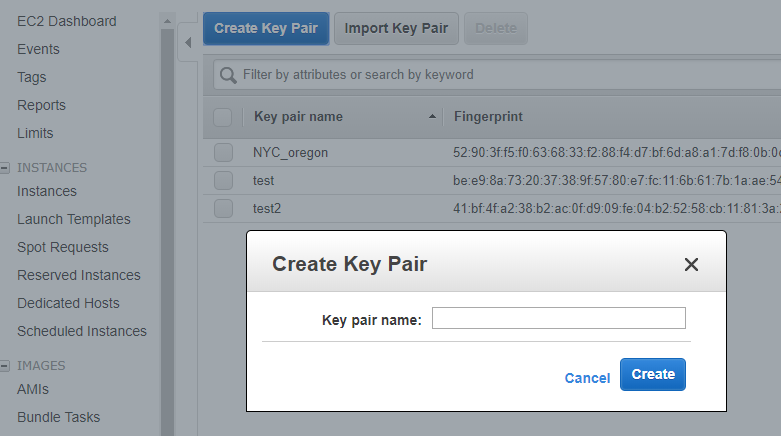 EC2 Dashboard
Events
Tags
Reports
Limits
INSTANCES
Instances
Launch Templates
Spot Requests
Reserved Instances
Dedicated Hosts
Scheduled Instances
IMAGES
AMIs
Bundle Tasks
Create Key Pair Import Key Pair Delete
Filter by attributes or search by keyword
Key pair name Fingerprint
NYC_oregon 52:90:3f:f5:f0:63:68:33:f2:88:f4:d7:bf:6d:a8:a1:7d:f8:0b:0c
test be:e9:8a:73:20:37:38:9f:57:80:e7:fc:11:6b:61:7b:1a:ae:54
test2 41:bf:4f:a2:38:b2:ac:0f:d9:09:fe:04:b2:52:58:cb:11:81:3a:
Create Key Pair
Key pair name:
Cancel Create